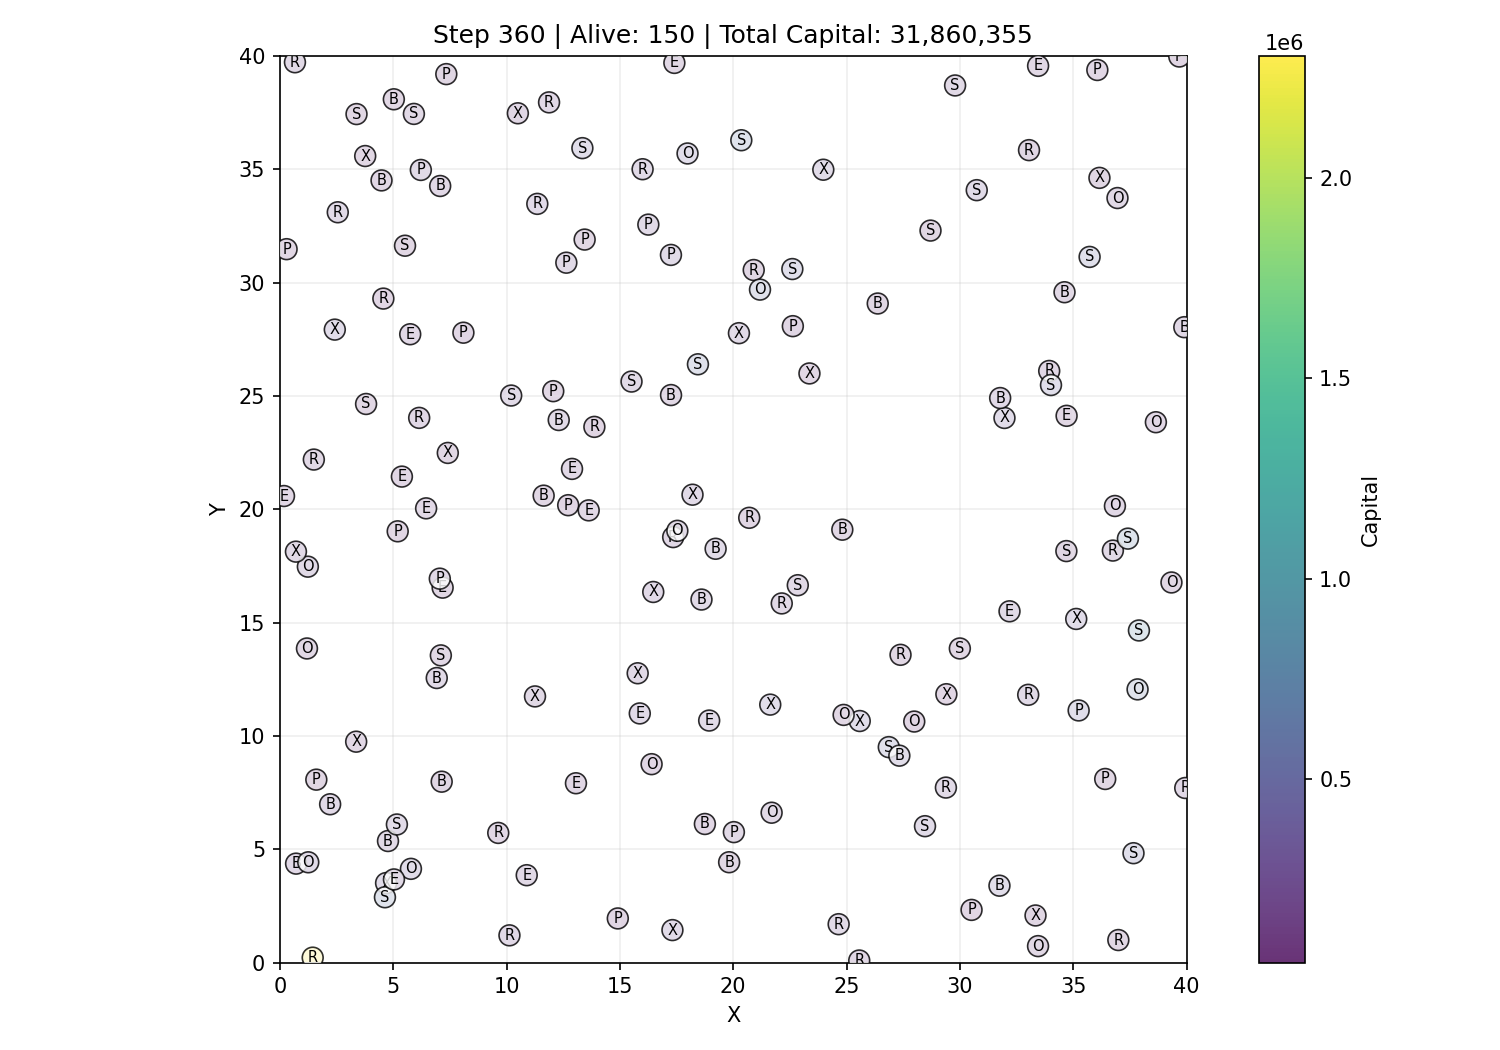 Step 360 | Alive: 150 | Total Capital: 31,860,355
1e6
40
35
30
25
20
15
10
5
0
Y
0 5 10 15 20 25 30 35 40
X
2.0
1.5
1.0
0.5
Capital
R E E P
P S
B S S X R
S R O S R
X P R X
B B X
R S O
R P S
P S P P S
P R S
O B
R B
X E P X P B
S X R
S S
S P B B
S R B R X E O
X
R E
E E B P E X O
P E R B
O S
X B S R
O
P X S O
E B R E
X S
O S R S
B O
X X X R
E E X O X O P
X O S B
P B E R P R
B O S
S R B P
B B S
E O O E
E S B
P P X
R X R O R
R R